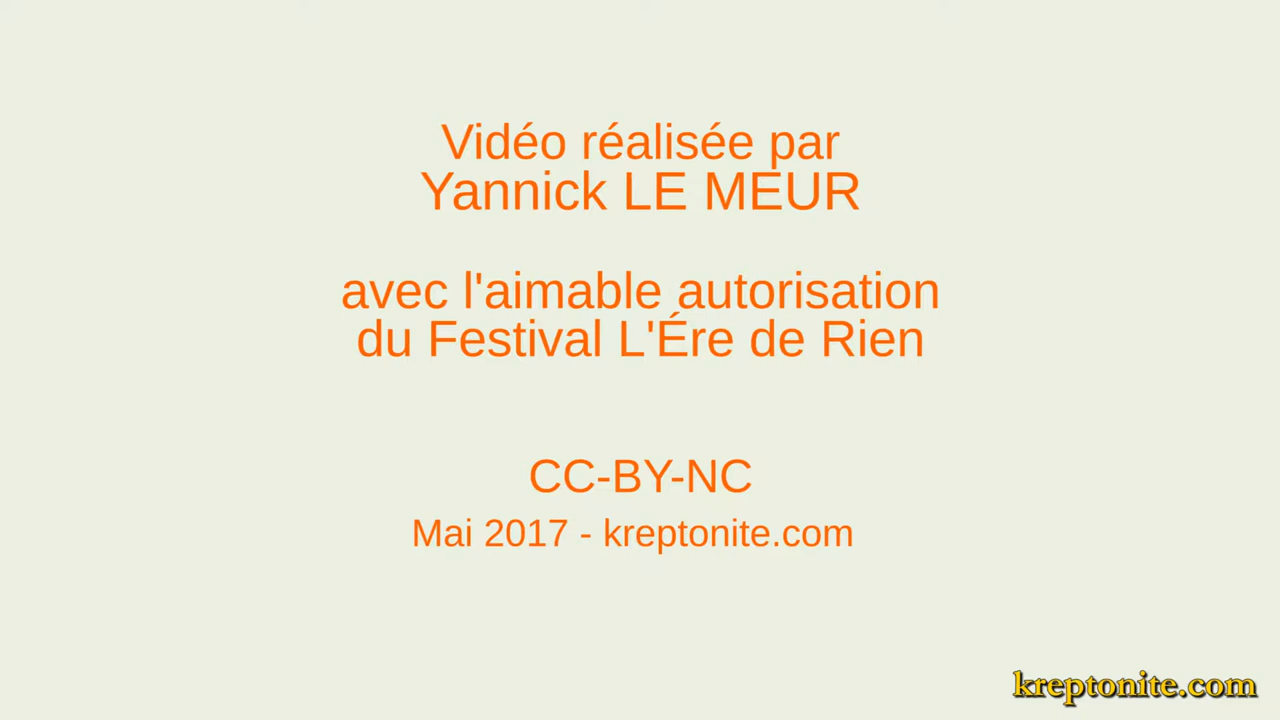 Vidéo réalisée par
Yannick LE MEUR
avec l'aimable autorisation
du Festival L'Ére de Rien
CC-BY-NC
Mai 2017 - kreptonite.com
kreptonite.com